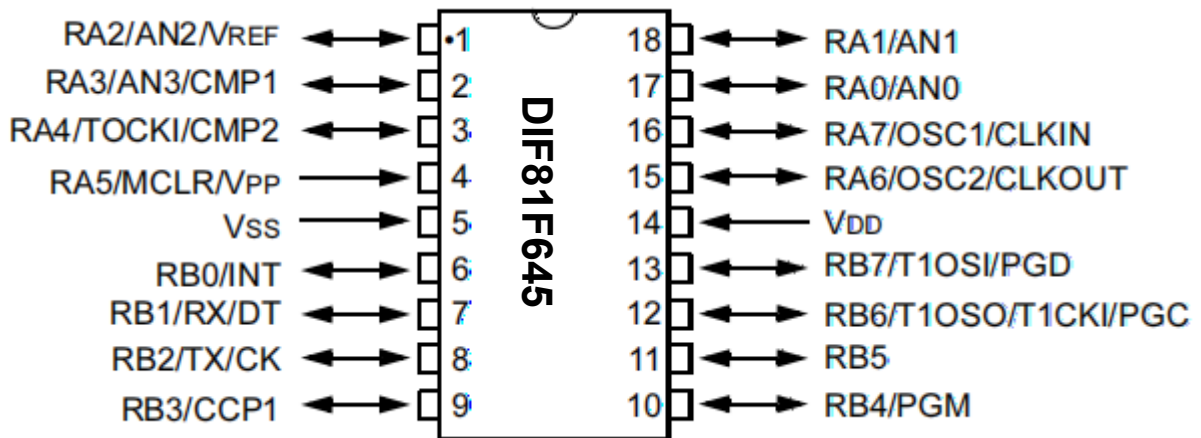 RA2/AN2/VREF
•1
18
RA1/AN1
RA3/AN3/CMP1
2
17
RA0/AN0
RA4/TOCKI/CMP2
3
16
RA7/OSC1/CLKIN
RA5/MCLR/VPP
4
15
RA6/OSC2/CLKOUT
VSS
5
14
VDD
RB0/INT
6
13
RB7/T1OSI/PGD
RB1/RX/DT
7
12
RB6/T1OSO/T1CKI/PGC
RB2/TX/CK
8
11
RB5
RB3/CCP1
9
10
RB4/PGM
DIF81F645